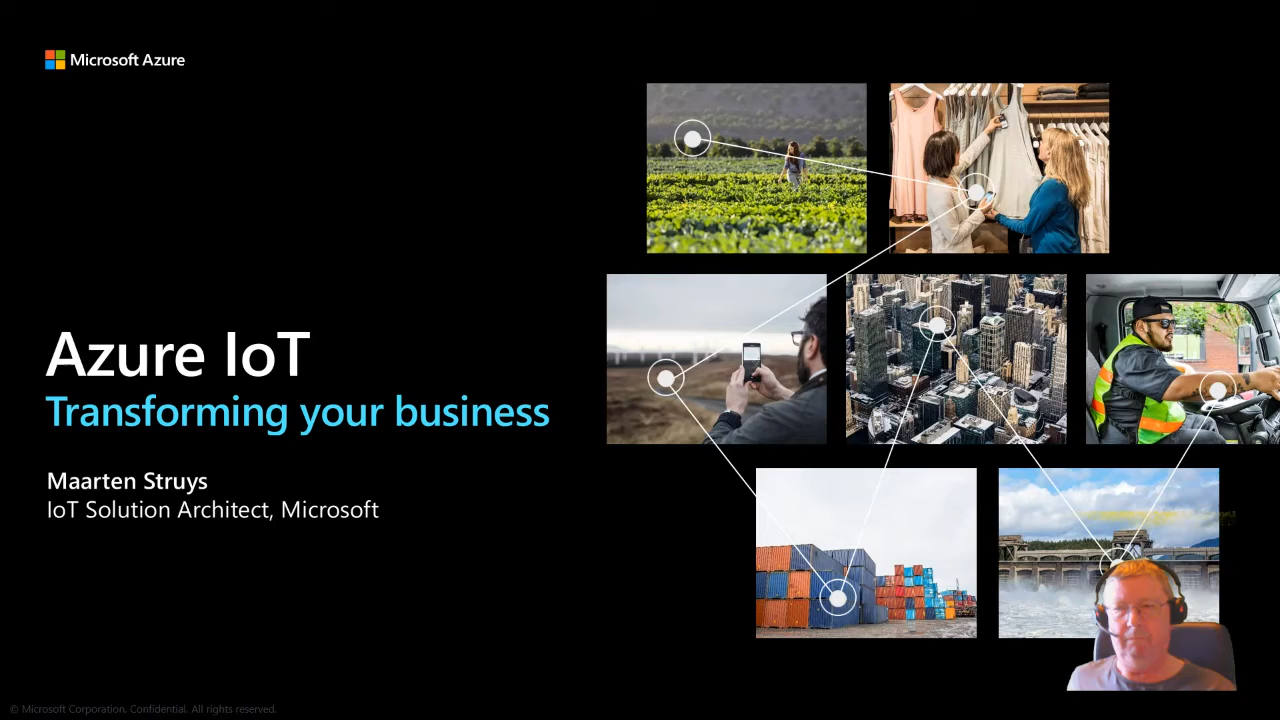 Microsoft Azure
Azure IoT
Transforming your business
Maarten Struys
IoT Solution Architect, Microsoft
© Microsoft Corporation. Confidential. All rights reserved.